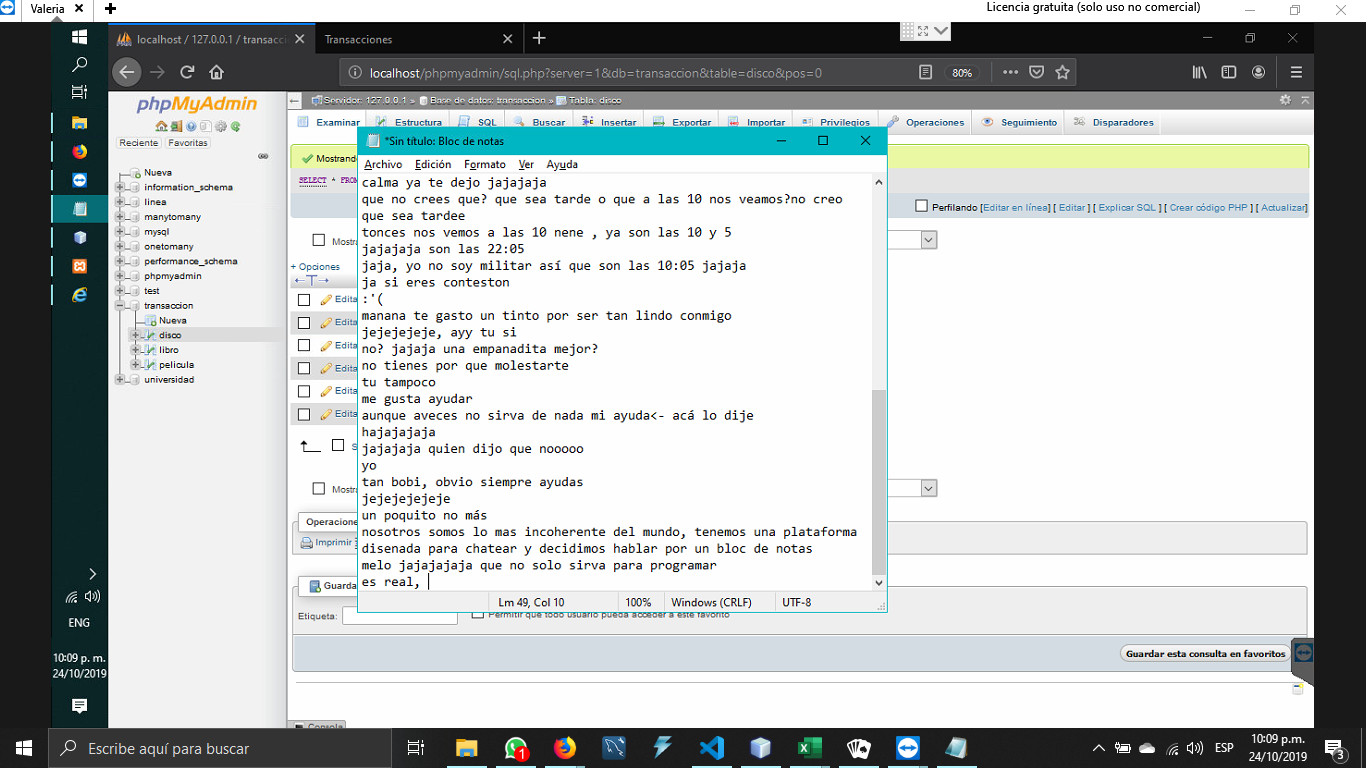 Valeria
Licencia gratuita (solo uso no comercial)
localhost / 127.0.0.1 / transacci
Transacciones
localhost/phpmyadmin/sql.php?server=1&db=transaccion&table=disco&pos=0
80%
phpMyAdmin
Reciente
Favoritas
Nueva
information_schema
linea
manytomany
mysql
onetomany
performance_schema
phpmyadmin
test
transaccion
Nueva
disco
libro
pelicula
universidad
Servidor: 127.0.0.1 » Base de datos: transaccion » Tabla: disco
Examinar
Estructura
SQL
Buscar
Insertar
Exportar
Importar
Privilegios
Operaciones
Seguimiento
Disparadores
Mostrando
SELECT * FROM
Perfilando [Editar en línea] [ Editar ] [ Explicar SQL ] [ Crear código PHP ] [ Actualizar]
Mostr
+ Opciones
←T→
Edita
Edita
Edita
Edita
Edita
Edita
S
Mostr
Operacione
Imprimir
Guarda
Etiqueta:
Permitir que todo usuario pueda acceder a este favorito
Guardar esta consulta en favoritos
Consola
*Sin título: Bloc de notas
Archivo Edición Formato Ver Ayuda
calma ya te dejo jajajaja
que no crees que? que sea tarde o que a las 10 nos veamos?no creo
que sea tardee
tonces nos vemos a las 10 nene , ya son las 10 y 5
jajajaja son las 22:05
jaja, yo no soy militar así que son las 10:05 jajaja
ja si eres conteston
:'(
manana te gasto un tinto por ser tan lindo conmigo
jejejejeje, ayy tu si
no? jajaja una empanadita mejor?
no tienes por que molestarte
tu tampoco
me gusta ayudar
aunque aveces no sirva de nada mi ayuda<- acá lo dije
hajajajaja
jajajaja quien dijo que nooooo
yo
tan bobi, obvio siempre ayudas
jejejejejeje
un poquito no más
nosotros somos lo mas incoherente del mundo, tenemos una plataforma
disenada para chatear y decidimos hablar por un bloc de notas
melo jajajajaja que no solo sirva para programar
es real,
Lm 49, Col 10
100%
Windows (CRLF)
UTF-8
ENG
10:09 p. m.
24/10/2019
Escribe aquí para buscar
1
ESP
10:09 p.m.
24/10/2019
3